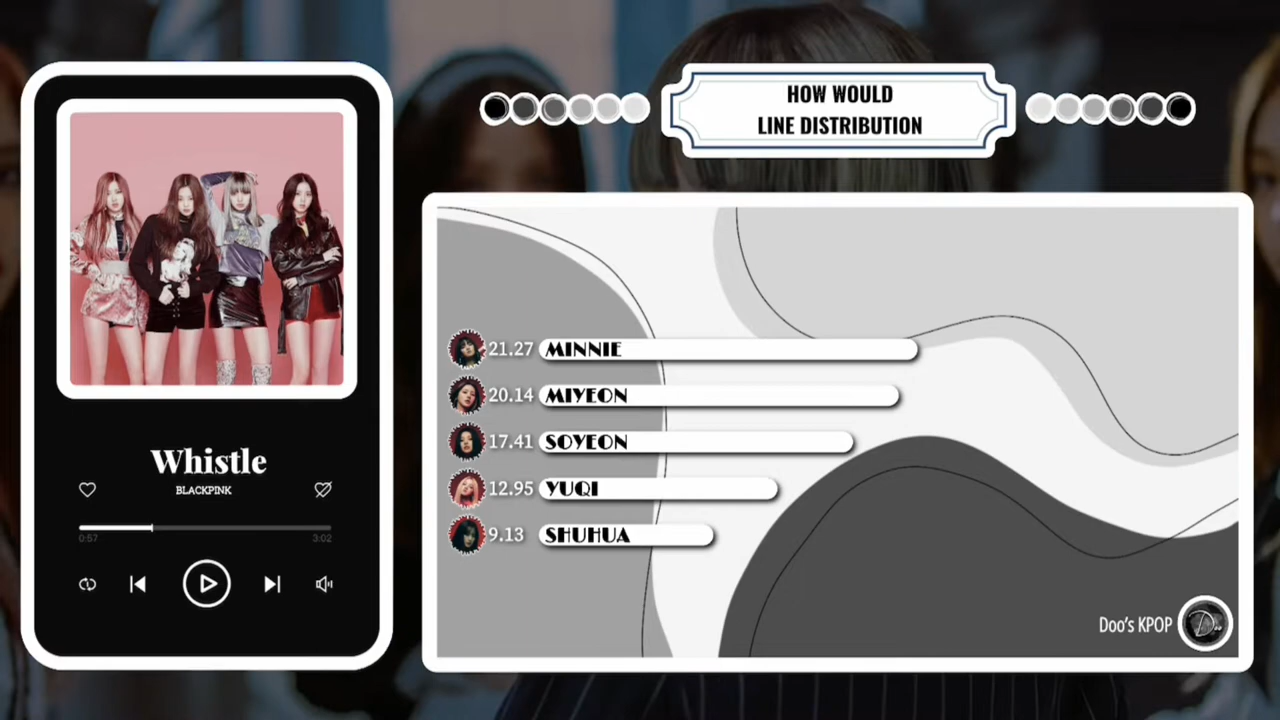 HOW WOULD
LINE DISTRIBUTION
Whistle
BLACKPINK
0:57
3:02
21.27 MINNIE
20.14 MIYEON
17.41 SOYEON
12.95 YUQI
9.13 SHUHUA
Doo's KPOP
D..